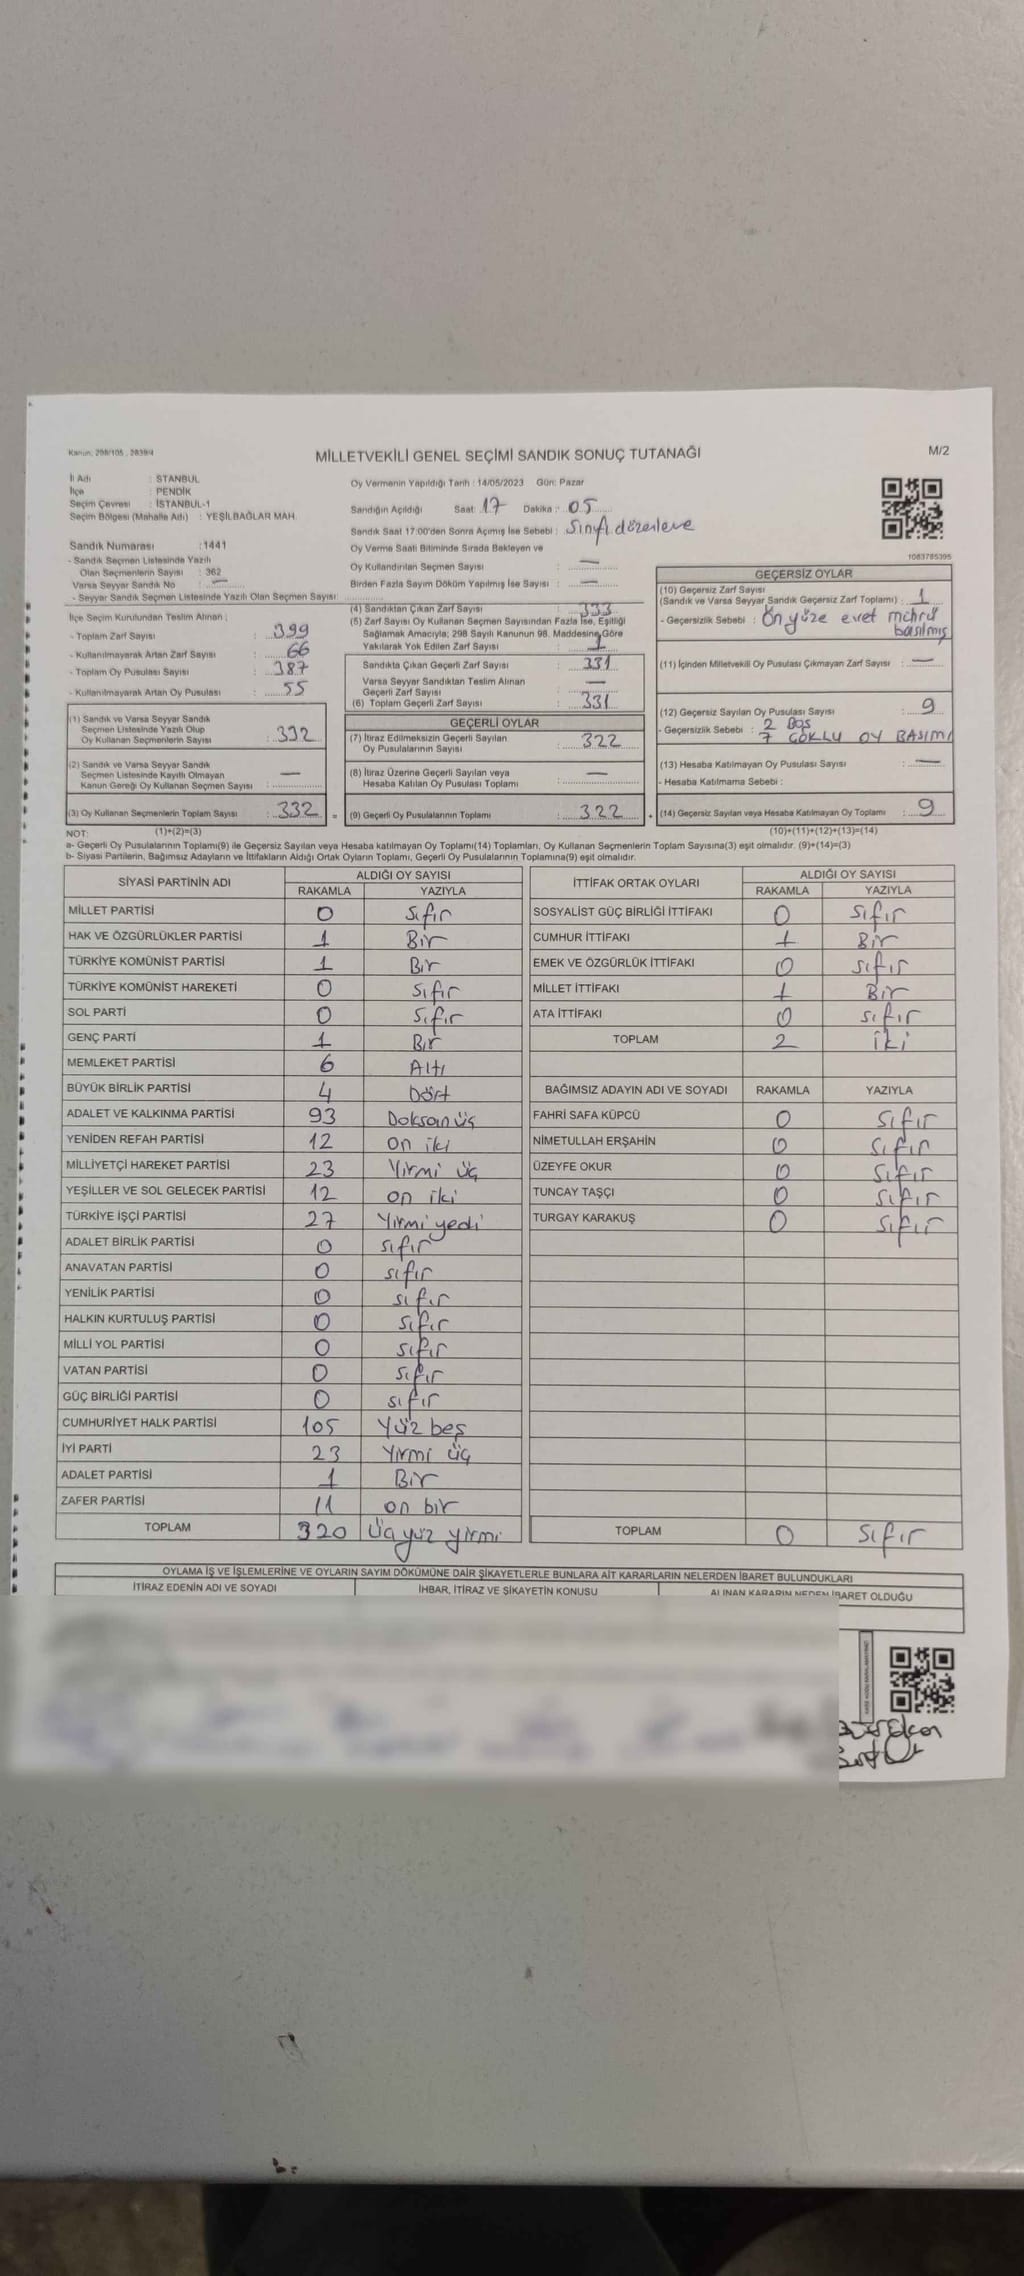 Kanun; 298/105 , 2839/4
MİLLETVEKİLİ GENEL SEÇİMİ SANDIK SONUÇ TUTANAĞI
M/2
İl Adı : STANBUL
İlçe : PENDİK
Seçim Çevresi : İSTANBUL-1
Seçim Bölgesi (Mahalle Adı) : YEŞİLBAĞLAR MAH.
Sandık Numarası : 1441
- Sandık Seçmen Listesinde Yazılı
Olan Seçmenlerin Sayısı : 362
Varsa Seyyar Sandık No : —
- Seyyar Sandık Seçmen Listesinde Yazılı Olan Seçmen Sayısı :
Oy Vermenin Yapıldığı Tarih : 14/05/2023 Gün: Pazar
Sandığın Açıldığı Saat: 17 Dakika : 05
Sandık Saat 17:00'den Sonra Açımış İse Sebebi : Sınıfı düzenleme
Oy Verme Saati Bitiminde Sırada Bekleyen ve
Oy Kullandırılan Seçmen Sayısı : —
Birden Fazla Sayım Döküm Yapılmış İse Sayısı : —
1083785395
İlçe Seçim Kurulundan Teslim Alınan ;
- Toplam Zarf Sayısı : 399
- Kullanılmayarak Artan Zarf Sayısı : 66
- Toplam Oy Pusulası Sayısı : 387
- Kullanılmayarak Artan Oy Pusulası : 55
(1) Sandık ve Varsa Seyyar Sandık
Seçmen Listesinde Yazılı Olup
Oy Kullanan Seçmenlerin Sayısı : 332
(2) Sandık ve Varsa Seyyar Sandık
Seçmen Listesinde Kayıtlı Olmayan
Kanun Gereği Oy Kullanan Seçmen Sayısı : —
(3) Oy Kullanan Seçmenlerin Toplam Sayısı : 332 =
(4) Sandıktan Çıkan Zarf Sayısı : 333
(5) Zarf Sayısı Oy Kullanan Seçmen Sayısından Fazla İse, Eşitliği
Sağlamak Amacıyla; 298 Sayılı Kanunun 98. Maddesine Göre
Yakılarak Yok Edilen Zarf Sayısı : 1
Sandıkta Çıkan Geçerli Zarf Sayısı : 331
Varsa Seyyar Sandıktan Teslim Alınan
Geçerli Zarf Sayısı : —
(6) Toplam Geçerli Zarf Sayısı : 331
GEÇERLİ OYLAR
(7) İtiraz Edilmeksizin Geçerli Sayılan
Oy Pusulalarının Sayısı : 322
(8) İtiraz Üzerine Geçerli Sayılan veya
Hesaba Katılan Oy Pusulası Toplamı : —
(9) Geçerli Oy Pusulalarının Toplamı : 322 +
GEÇERSİZ OYLAR
(10) Geçersiz Zarf Sayısı
(Sandık ve Varsa Seyyar Sandık Geçersiz Zarf Toplamı) : 1
- Geçersizlik Sebebi : Ön yüze evet mührü
basılmış
(11) İçinden Milletvekili Oy Pusulası Çıkmayan Zarf Sayısı : —
(12) Geçersiz Sayılan Oy Pusulası Sayısı : 9
- Geçersizlik Sebebi : 2 BOŞ
7 ÇOKLU OY BASIMI
(13) Hesaba Katılmayan Oy Pusulası Sayısı : —
- Hesaba Katılmama Sebebi :
(14) Geçersiz Sayılan veya Hesaba Katılmayan Oy Toplamı : 9
NOT: (1)+(2)=(3) (10)+(11)+(12)+(13)=(14)
a- Geçerli Oy Pusulalarının Toplamı(9) ile Geçersiz Sayılan veya Hesaba katılmayan Oy Toplamı(14) Toplamları, Oy Kullanan Seçmenlerin Toplam Sayısına(3) eşit olmalıdır. (9)+(14)=(3)
b- Siyasi Partilerin, Bağımsız Adayların ve İttifakların Aldığı Ortak Oyların Toplamı, Geçerli Oy Pusulalarının Toplamına(9) eşit olmalıdır.
SİYASİ PARTİNİN ADI ALDIĞI OY SAYISI
RAKAMLA YAZIYLA
MİLLET PARTİSİ 0 sıfır
HAK VE ÖZGÜRLÜKLER PARTİSİ 1 Bir
TÜRKİYE KOMÜNİST PARTİSİ 1 Bir
TÜRKİYE KOMÜNİST HAREKETİ 0 sıfır
SOL PARTİ 0 sıfır
GENÇ PARTİ 1 Bir
MEMLEKET PARTİSİ 6 Altı
BÜYÜK BİRLİK PARTİSİ 4 Dört
ADALET VE KALKINMA PARTİSİ 93 Doksan üç
YENİDEN REFAH PARTİSİ 12 on iki
MİLLİYETÇİ HAREKET PARTİSİ 23 Yirmi üç
YEŞİLLER VE SOL GELECEK PARTİSİ 12 on iki
TÜRKİYE İŞÇİ PARTİSİ 27 Yirmi yedi
ADALET BİRLİK PARTİSİ 0 sıfır
ANAVATAN PARTİSİ 0 sıfır
YENİLİK PARTİSİ 0 sıfır
HALKIN KURTULUŞ PARTİSİ 0 sıfır
MİLLİ YOL PARTİSİ 0 sıfır
VATAN PARTİSİ 0 sıfır
GÜÇ BİRLİĞİ PARTİSİ 0 sıfır
CUMHURİYET HALK PARTİSİ 105 Yüz beş
İYİ PARTİ 23 Yirmi üç
ADALET PARTİSİ 1 Bir
ZAFER PARTİSİ 11 on bir
TOPLAM 320 Üç yüz yirmi
İTTİFAK ORTAK OYLARI ALDIĞI OY SAYISI
RAKAMLA YAZIYLA
SOSYALİST GÜÇ BİRLİĞİ İTTİFAKI 0 sıfır
CUMHUR İTTİFAKI 1 Bir
EMEK VE ÖZGÜRLÜK İTTİFAKI 0 sıfır
MİLLET İTTİFAKI 1 Bir
ATA İTTİFAKI 0 sıfır
TOPLAM 2 İki
BAĞIMSIZ ADAYIN ADI VE SOYADI RAKAMLA YAZIYLA
FAHRİ SAFA KÜPCÜ 0 sıfır
NİMETULLAH ERŞAHİN 0 sıfır
ÜZEYFE OKUR 0 sıfır
TUNCAY TAŞÇI 0 sıfır
TURGAY KARAKUŞ 0 sıfır
TOPLAM 0 sıfır
OYLAMA İŞ VE İŞLEMLERİNE VE OYLARIN SAYIM DÖKÜMÜNE DAİR ŞİKAYETLERLE BUNLARA AİT KARARLARIN NELERDEN İBARET BULUNDUKLARI
İTİRAZ EDENİN ADI VE SOYADI
İHBAR, İTİRAZ VE ŞİKAYETİN KONUSU
ALINAN KARARIN NEDEN İBARET OLDUĞU